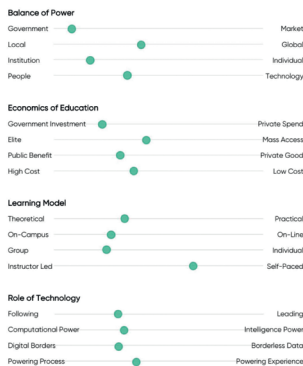 Balance of Power
Government Market
Local Global
Institution Individual
People Technology
Economics of Education
Government Investment Private Spend
Elite Mass Access
Public Benefit Private Good
High Cost Low Cost
Learning Model
Theoretical Practical
On-Campus On-Line
Group Individual
Instructor Led Self-Paced
Role of Technology
Following Leading
Computational Power Intelligence Power
Digital Borders Borderless Data
Powering Process Powering Experience